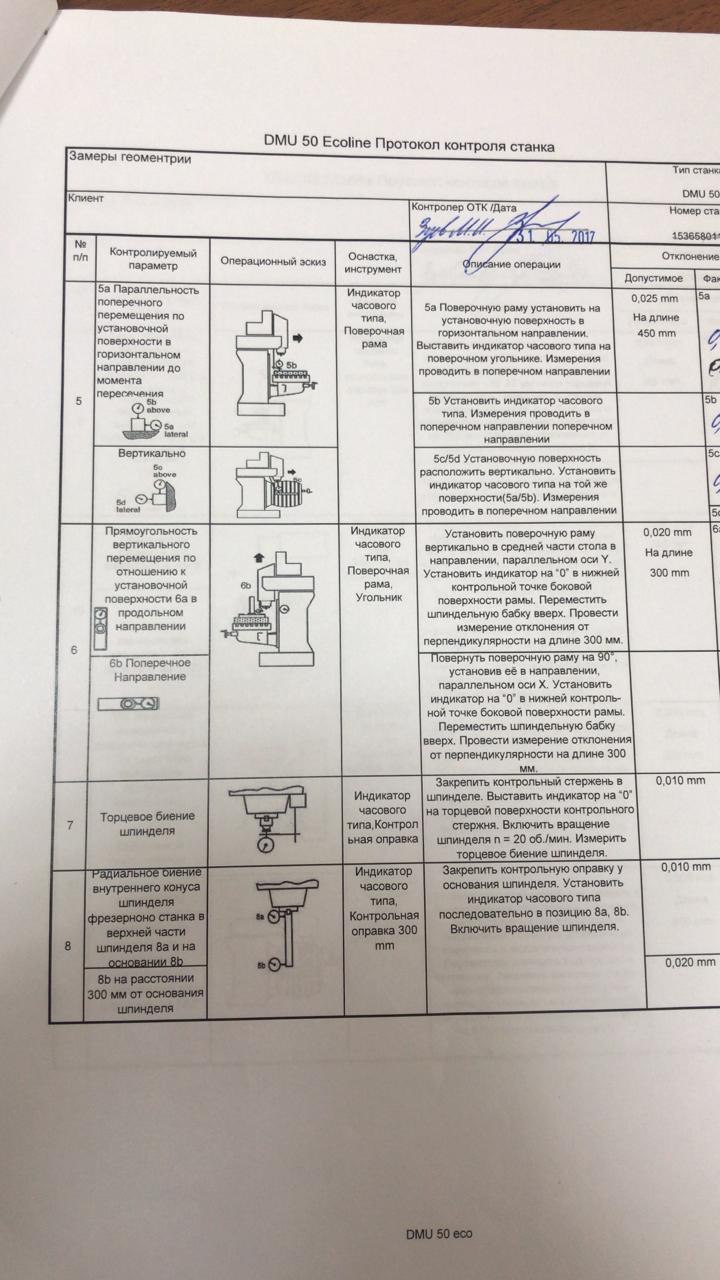 DMU 50 Ecoline Протокол контроля станка
Замеры геоментрии
Тип станк
DMU 50
Клиент
Контролер ОТК /Дата
31. 05. 2017
Номер ста
№
п/п
Контролируемый
параметр
Операционный эскиз
Оснастка,
инструмент
Описание операции
Отклонение
Допустимое
Фак
5
5a Параллельность
поперечного
перемещения по
установочной
поверхности в
горизонтальном
направлении до
момента
пересечения
5b
above
5a
lateral
5b
Индикатор
часового
типа,
Поверочная
рама
5a Поверочную раму установить на
установочную поверхность в
горизонтальном направлении.
Выставить индикатор часового типа на
поверочном угольнике. Измерения
проводить в поперечном направлении
0,025 mm
На длине
450 mm
5a
5b Установить индикатор часового
типа. Измерения проводить в
поперечном направлении поперечном
направлении
5b
Вертикально
5c
above
5d
lateral
5c
5c/5d Установочную поверхность
расположить вертикально. Установить
индикатор часового типа на той же
поверхности(5a/5b). Измерения
проводить в поперечном направлении
5c
6
Прямоугольность
вертикального
перемещения по
отношению к
установочной
поверхности 6a в
продольном
направлении
6b
Индикатор
часового
типа,
Поверочная
рама,
Угольник
Установить поверочную раму
вертикально в средней части стола в
направлении, параллельном оси Y.
Установить индикатор на “0” в нижней
контрольной точке боковой
поверхности рамы. Переместить
шпиндельную бабку вверх. Провести
измерение отклонения от
перпендикулярности на длине 300 мм.
0,020 mm
На длине
300 mm
6b Поперечное
Направление
Повернуть поверочную раму на 90°,
установив её в направлении,
параллельном оси X. Установить
индикатор на “0” в нижней контроль-
ной точке боковой поверхности рамы.
Переместить шпиндельную бабку
вверх. Провести измерение отклонения
от перпендикулярности на длине 300
мм.
7
Торцевое биение
шпинделя
Индикатор
часового
типа,Контрол
ьная оправка
Закрепить контрольный стержень в
шпинделе. Выставить индикатор на “0”
на торцевой поверхности контрольного
стержня. Включить вращение
шпинделя n = 20 об./мин. Измерить
торцевое биение шпинделя.
0,010 mm
8
Радиальное биение
внутреннего конуса
шпинделя
фрезерноно станка в
верхней части
шпинделя 8a и на
основании 8b
8a
8b
Индикатор
часового
типа,
Контрольная
оправка 300
mm
Закрепить контрольную оправку у
основания шпинделя. Установить
индикатор часового типа
последовательно в позицию 8a, 8b.
Включить вращение шпинделя.
0,010 mm
8b на расстоянии
300 мм от основания
шпинделя
0,020 mm
DMU 50 eco